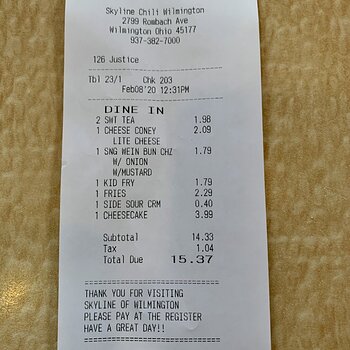 Skyline Chili Wilmington
2799 Rombach Ave
Wilmington Ohio 45177
937-382-7000
126 Justice
Tbl 23/1 Chk 203
Feb08'20 12:31PM
DINE IN
2 SWT TEA 1.98
1 CHEESE CONEY 2.09
LITE CHEESE
1 SNG WEIN BUN CHZ 1.79
W/ ONION
W/MUSTARD
1 KID FRY 1.79
1 FRIES 2.29
1 SIDE SOUR CRM 0.40
1 CHEESECAKE 3.99
Subtotal 14.33
Tax 1.04
Total Due 15.37
THANK YOU FOR VISITING
SKYLINE OF WILMINGTON
PLEASE PAY AT THE REGISTER
HAVE A GREAT DAY!!